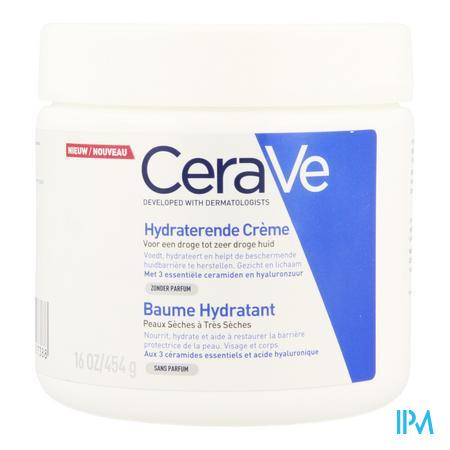 NIEUW / NOUVEAU
CeraVe
DEVELOPED WITH DERMATOLOGISTS
Hydraterende Crème
Voor een droge tot zeer droge huid
Voedt, hydrateert en helpt de beschermende
huidbarrière te herstellen. Gezicht en lichaam
Met 3 essentiële ceramiden en hyaluronzuur
ZONDER PARFUM
Baume Hydratant
Peaux Sèches à Très Sèches
Nourrit, hydrate et aide à restaurer la barrière
protectrice de la peau. Visage et corps
Aux 3 céramides essentiels et acide hyaluronique
SANS PARFUM
16 OZ/454 g
IPM